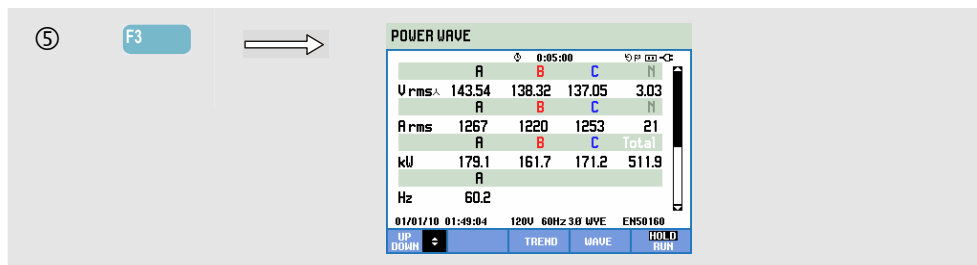 ⑤ F3
POWER WAVE
0:05:00
A B C N
Vrms⅄ 143.54 138.32 137.05 3.03
A B C N
Arms 1267 1220 1253 21
A B C Total
kW 179.1 161.7 171.2 511.9
A
Hz 60.2
01/01/10 01:49:04 120V 60Hz 3Ø WYE EN50160
UP DOWN TREND WAVE HOLD RUN